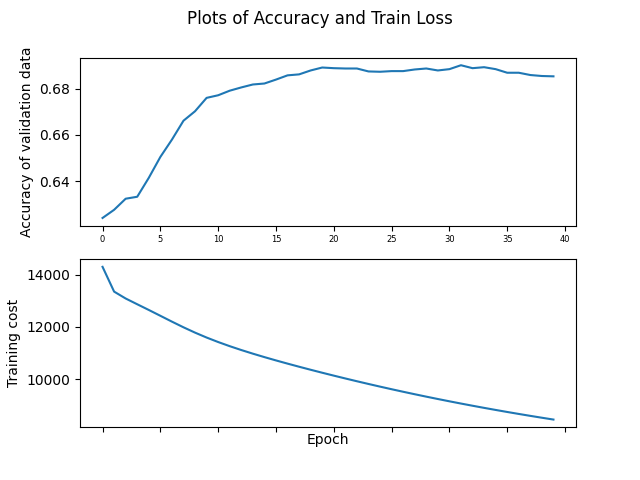 Plots of Accuracy and Train Loss
Accuracy of validation data
0.68
0.66
0.64
0 5 10 15 20 25 30 35 40
Training cost
14000
12000
10000
Epoch